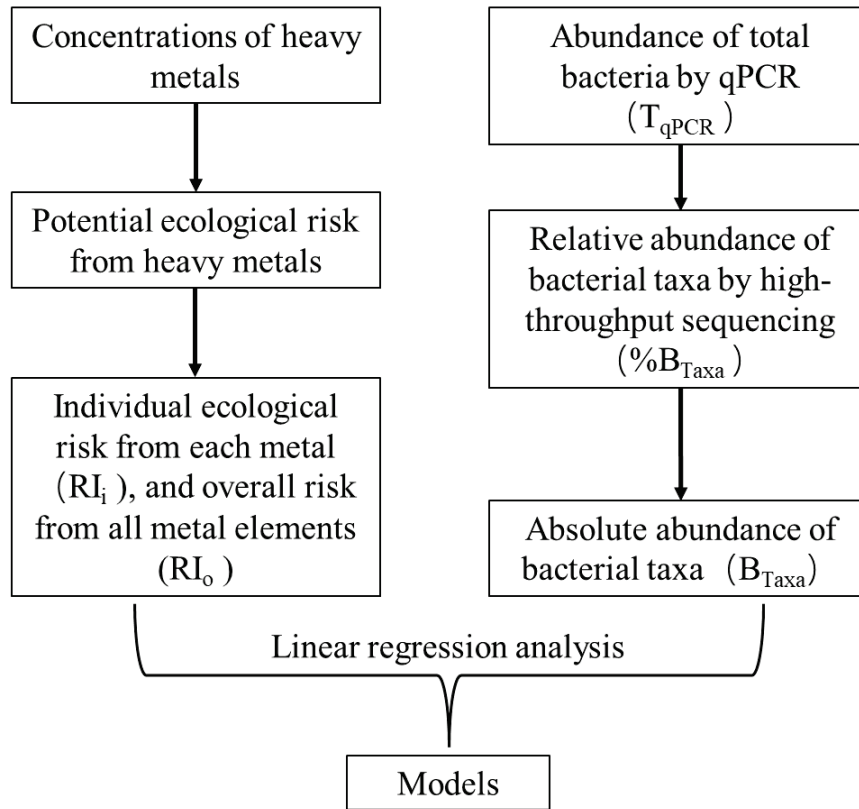 Concentrations of heavy
metals
Potential ecological risk
from heavy metals
Individual ecological
risk from each metal
（RIi ), and overall risk
from all metal elements
(RIo )
Abundance of total
bacteria by qPCR
（TqPCR ）
Relative abundance of
bacterial taxa by high-
throughput sequencing
（%BTaxa ）
Absolute abundance of
bacterial taxa （BTaxa）
Linear regression analysis
Models